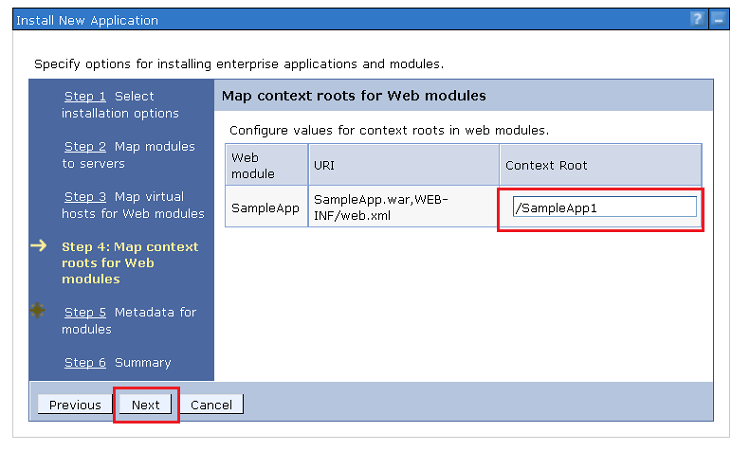 Install New Application
? –
Specify options for installing enterprise applications and modules.
Step 1 Select
installation options
Step 2 Map modules
to servers
Step 3 Map virtual
hosts for Web modules
Step 4: Map context
roots for Web
modules
Step 5 Metadata for
modules
Step 6 Summary
Map context roots for Web modules
Configure values for context roots in web modules.
Web
module
URI
Context Root
SampleApp
SampleApp.war,WEB-
INF/web.xml
/SampleApp1
Previous Next Cancel